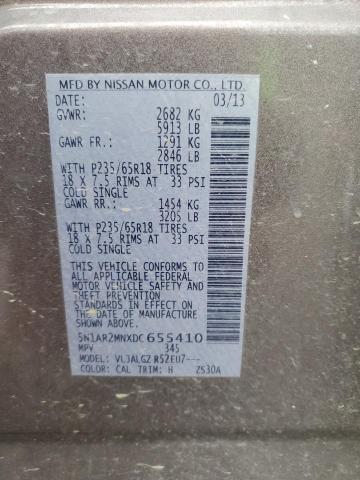 MFD BY NISSAN MOTOR CO., LTD.
DATE: 03/13
GVWR: 2682 KG
5913 LB
GAWR FR.: 1291 KG
2846 LB
WITH P235/65R18 TIRES
18 X 7.5 RIMS AT 33 PSI
COLD SINGLE
GAWR RR.: 1454 KG
3205 LB
WITH P235/65R18 TIRES
18 X 7.5 RIMS AT 33 PSI
COLD SINGLE
THIS VEHICLE CONFORMS TO
ALL APPLICABLE FEDERAL
MOTOR VEHICLE SAFETY AND
THEFT PREVENTION
STANDARDS IN EFFECT ON
THE DATE OF MANUFACTURE
SHOWN ABOVE.
5N1AR2MNXDC655410
MPV 345
MODEL: VLJALGZ R52EU7---
COLOR: CAL TRIM: H ZS30A